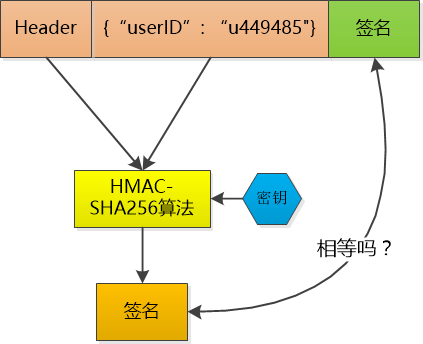 Header
{“userID”:“u449485"}
签名
HMAC-
SHA256算法
密钥
相等吗？
签名